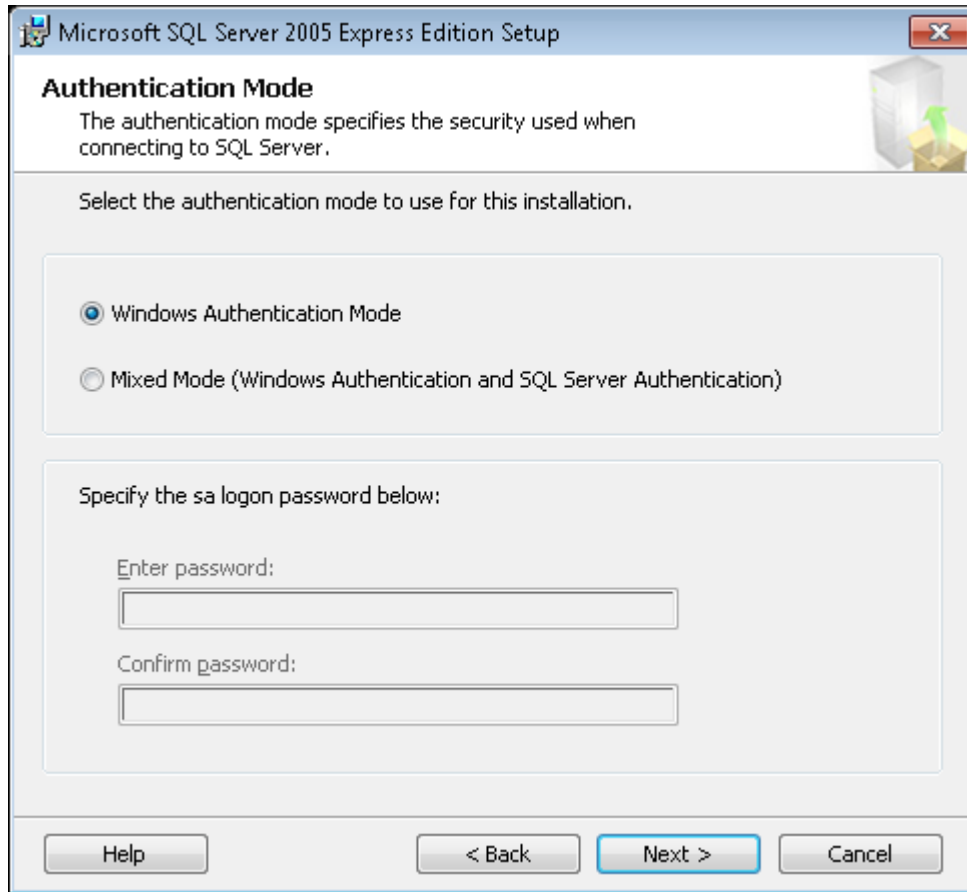 Microsoft SQL Server 2005 Express Edition Setup
Authentication Mode
The authentication mode specifies the security used when
connecting to SQL Server.
Select the authentication mode to use for this installation.
Windows Authentication Mode
Mixed Mode (Windows Authentication and SQL Server Authentication)
Specify the sa logon password below:
Enter password:
Confirm password:
Help
< Back
Next >
Cancel